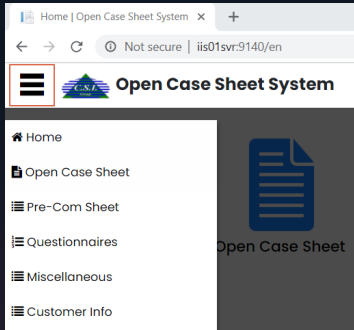 Home | Open Case Sheet System
Not secure | iis01svr:9140/en
C.S.I.
Group
Open Case Sheet System
Home
Open Case Sheet
Pre-Com Sheet
Questionnaires
Miscellaneous
Customer Info
Open Case Sheet